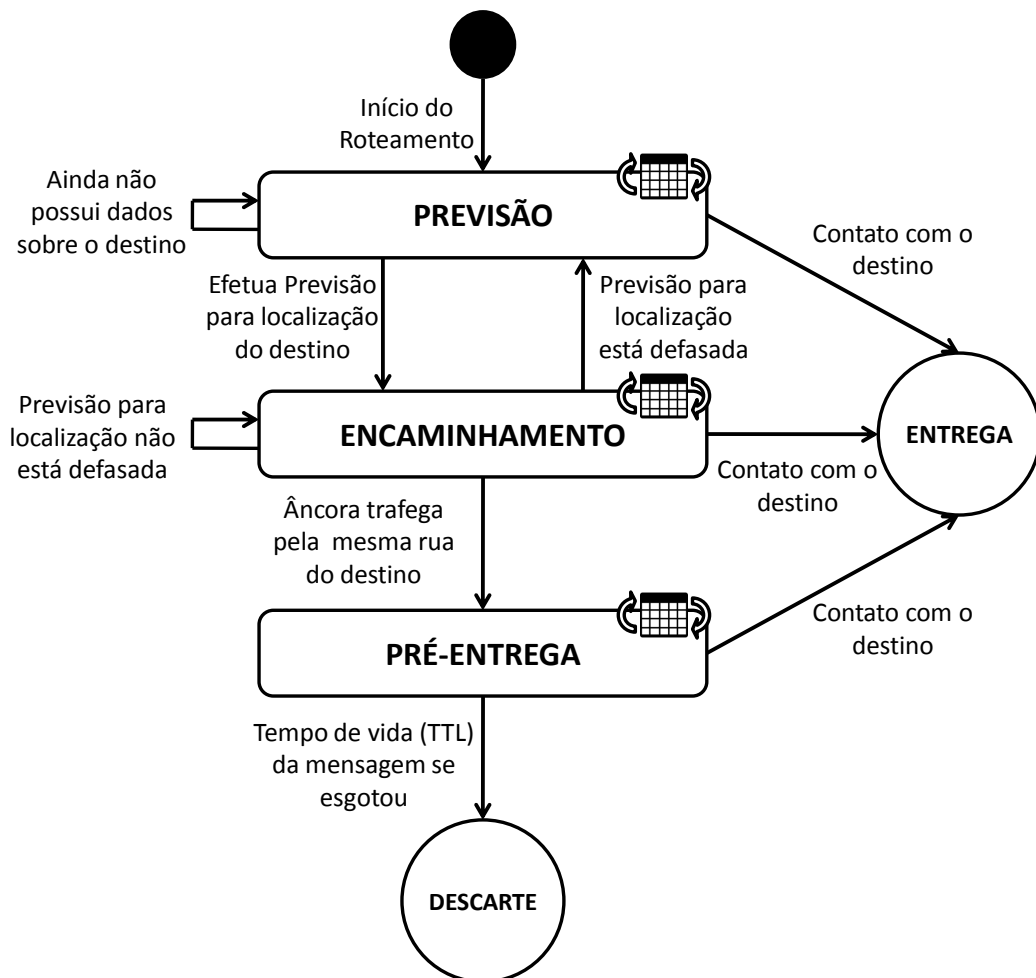 Início do
Roteamento
Ainda não
possui dados
sobre o destino
PREVISÃO
Contato com o
destino
Efetua Previsão
para localização
do destino
Previsão para
localização
está defasada
Previsão para
localização não
está defasada
ENCAMINHAMENTO
Contato com o
destino
ENTREGA
Âncora trafega
pela mesma rua
do destino
PRÉ-ENTREGA
Contato com o
destino
Tempo de vida (TTL)
da mensagem se
esgotou
DESCARTE